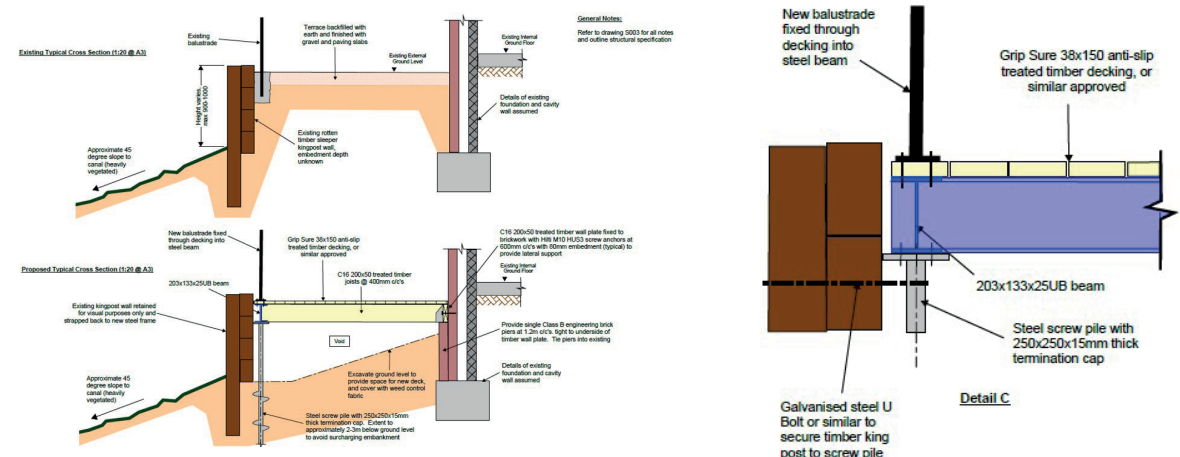 General Notes:
Refer to drawing S003 for all notes
and outline structural specification
Existing Typical Cross Section (1:20 @ A3)
Existing
balustrade
Terrace backfilled with
earth and finished with
gravel and paving slabs
Existing External
Ground Level
Existing Internal
Ground Floor
Height varies,
max 900-1000
Details of existing
foundation and cavity
wall assumed
Existing rotten
timber sleeper
kingpost wall,
embedment depth
unknown
Approximate 45
degree slope to
canal (heavily
vegetated)
Proposed Typical Cross Section (1:20 @ A3)
New balustrade fixed
through decking into
steel beam
Grip Sure 38x150 anti-slip
treated timber decking, or
similar approved
C16 200x50 treated timber wall plate fixed to
brickwork with Hilti M10 HUS3 screw anchors at
600mm c/c's with 80mm embedment (typical) to
provide lateral support
Existing Internal
Ground Floor
203x133x25UB beam
C16 200x50 treated timber
joists @ 400mm c/c's
Existing kingpost wall retained
for visual purposes only and
strapped back to new steel frame
Void
Provide single Class B engineering brick
piers at 1.2m c/c's. tight to underside of
timber wall plate. Tie piers into existing
Excavate ground level to
provide space for new deck,
and cover with weed control
fabric
Details of existing
foundation and cavity
wall assumed
Approximate 45
degree slope to
canal (heavily
vegetated)
Steel screw pile with 250x250x15mm
thick termination cap. Extent to
approximately 2-3m below ground level
to avoid surcharging embankment
New balustrade
fixed through
decking into
steel beam
Grip Sure 38x150 anti-slip
treated timber decking, or
similar approved
203x133x25UB beam
Steel screw pile with
250x250x15mm thick
termination cap
Galvanised steel U
Bolt or similar to
secure timber king
post to screw pile
Detail C